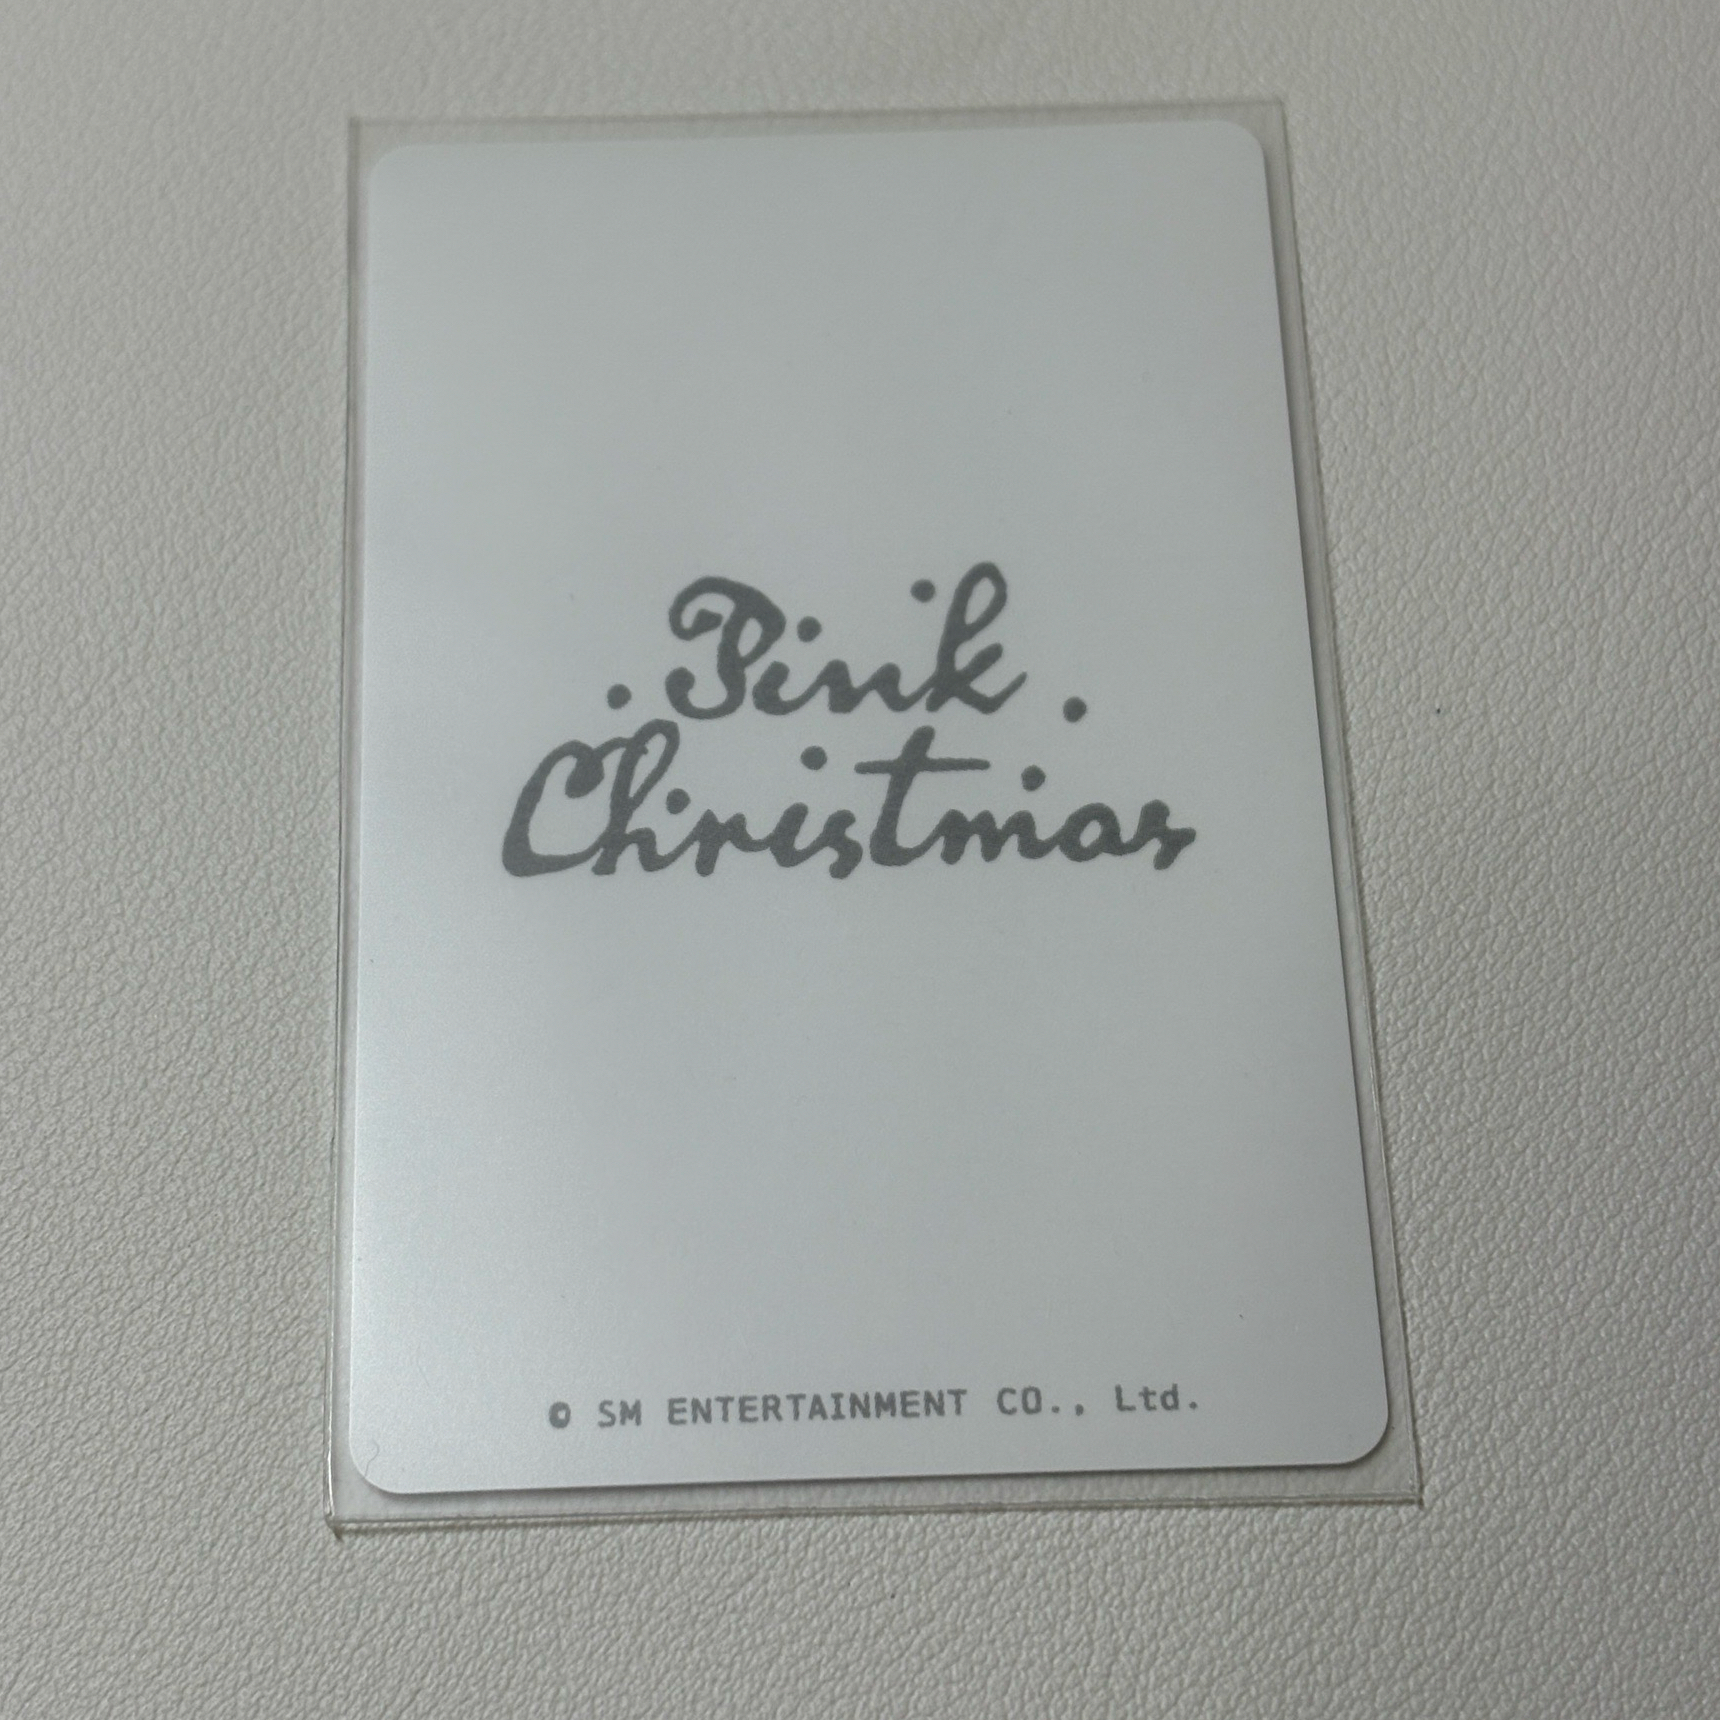 . Pink .
Christmas
© SM ENTERTAINMENT CO., Ltd.